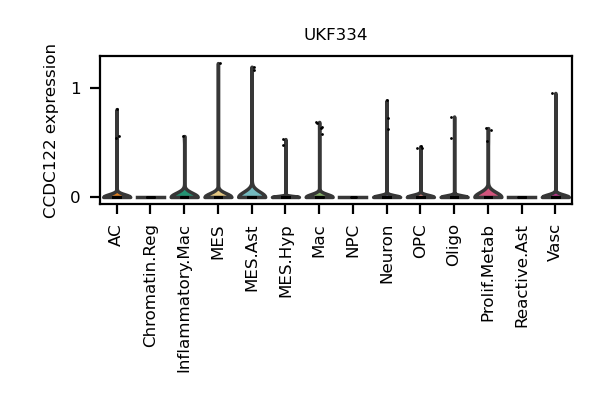 UKF334
CCDC122 expression
1
0
AC
Chromatin.Reg
Inflammatory.Mac
MES
MES.Ast
MES.Hyp
Mac
NPC
Neuron
OPC
Oligo
Prolif.Metab
Reactive.Ast
Vasc